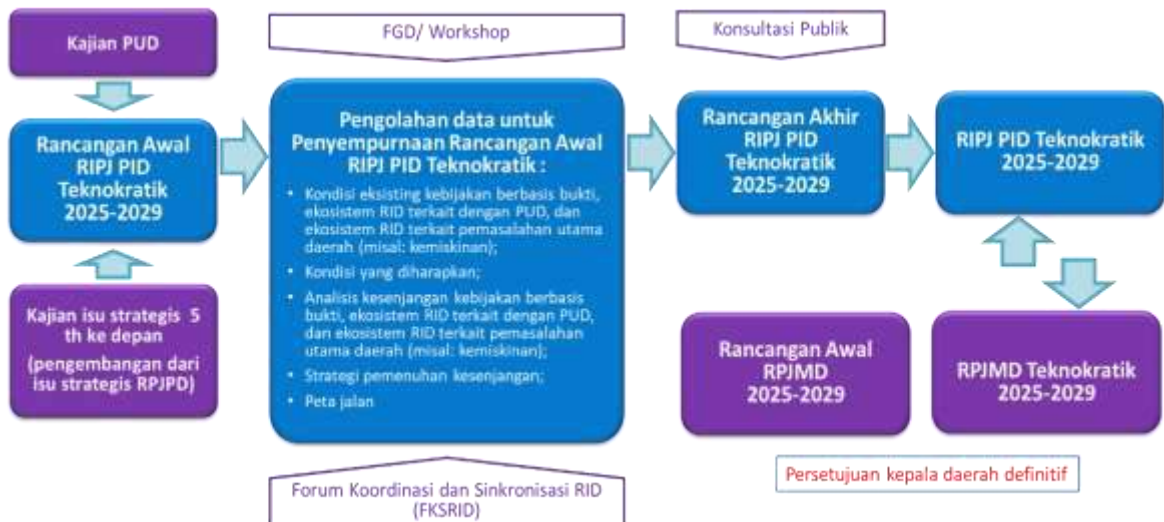 Kajian PUD
FGD/ Workshop
Konsultasi Publik
Rancangan Awal
RIPJ PID
Teknokratik
2025-2029
Pengolahan data untuk
Penyempurnaan Rancangan Awal
RIPJ PID Teknokratik :
• Kondisi eksisting kebijakan berbasis bukti,
ekosistem RID terkait dengan PUD, dan
ekosistem RID terkait pemasalahan utama
daerah (misal: kemiskinan);
• Kondisi yang diharapkan;
• Analisis kesenjangan kebijakan berbasis
bukti, ekosistem RID terkait dengan PUD,
dan ekosistem RID terkait pemasalahan
utama daerah (misal: kemiskinan);
• Strategi pemenuhan kesenjangan;
• Peta jalan
Rancangan Akhir
RIPJ PID
Teknokratik
2025-2029
RIPJ PID Teknokratik
2025-2029
Kajian isu strategis 5
th ke depan
(pengembangan dari
isu strategis RPJPD)
Rancangan Awal
RPJMD
2025-2029
RPJMD Teknokratik
2025-2029
Persetujuan kepala daerah definitif
Forum Koordinasi dan Sinkronisasi RID
(FKSRID)